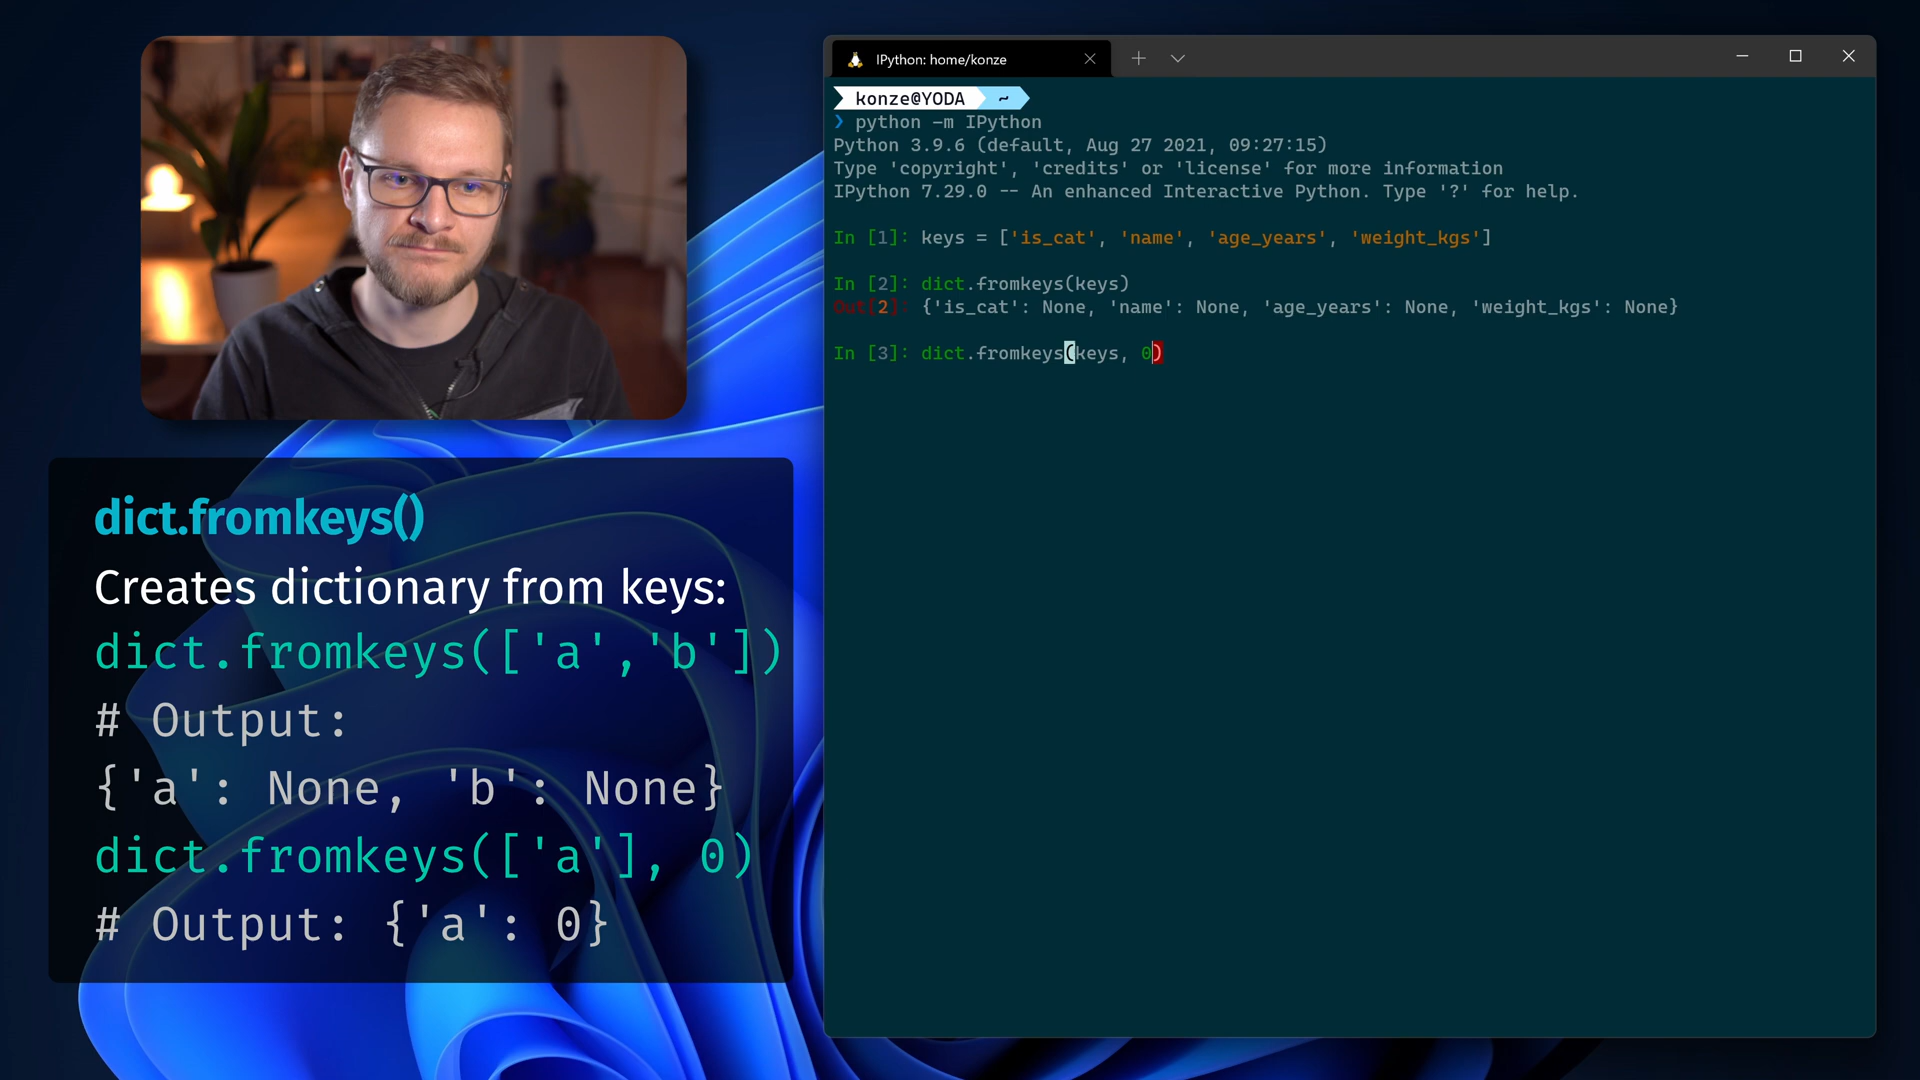 dict.fromkeys()
Creates dictionary from keys:
dict.fromkeys(['a','b'])
# Output:
{'a': None, 'b': None}
dict.fromkeys(['a'], 0)
# Output: {'a': 0}
IPython: home/konze
konze@YODA ~
❯ python -m IPython
Python 3.9.6 (default, Aug 27 2021, 09:27:15)
Type 'copyright', 'credits' or 'license' for more information
IPython 7.29.0 -- An enhanced Interactive Python. Type '?' for help.
In [1]: keys = ['is_cat', 'name', 'age_years', 'weight_kgs']
In [2]: dict.fromkeys(keys)
Out[2]: {'is_cat': None, 'name': None, 'age_years': None, 'weight_kgs': None}
In [3]: dict.fromkeys(keys, 0)